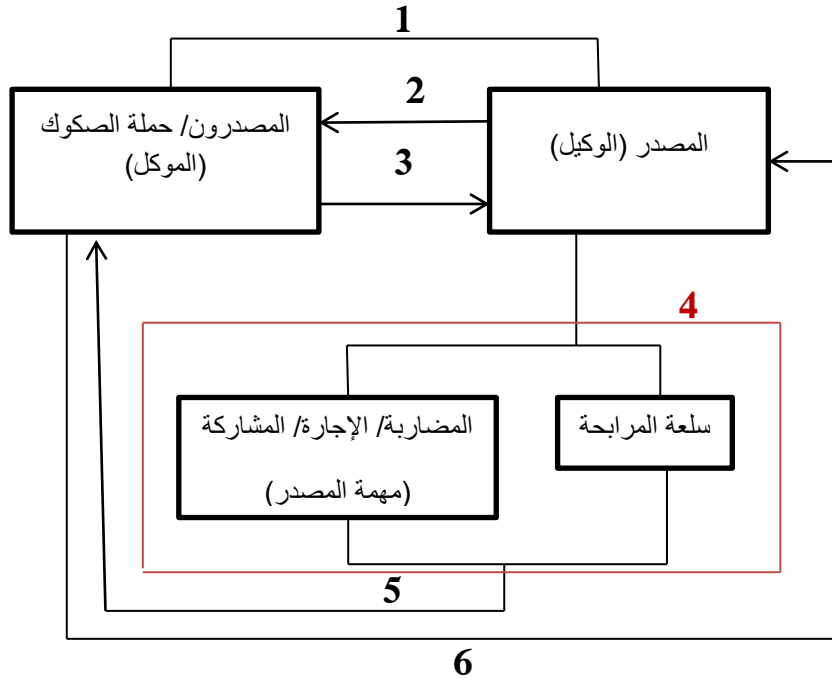 1
المصدرون/ حملة الصكوك
(الموكل)
2
3
المصدر (الوكيل)
4
المضاربة/ الإجارة/ المشاركة
(مهمة المصدر)
سلعة المرابحة
5
6